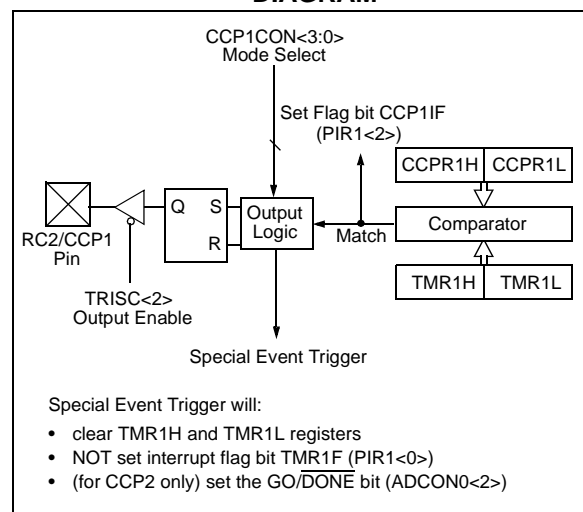 DIAGRAM
CCP1CON<3:0>
Mode Select
Set Flag bit CCP1IF
(PIR1<2>)
CCPR1H CCPR1L
Q S
R
Output
Logic
Match
Comparator
RC2/CCP1
Pin
TRISC<2>
Output Enable
TMR1H TMR1L
Special Event Trigger
Special Event Trigger will:
• clear TMR1H and TMR1L registers
• NOT set interrupt flag bit TMR1F (PIR1<0>)
• (for CCP2 only) set the GO/DONE bit (ADCON0<2>)